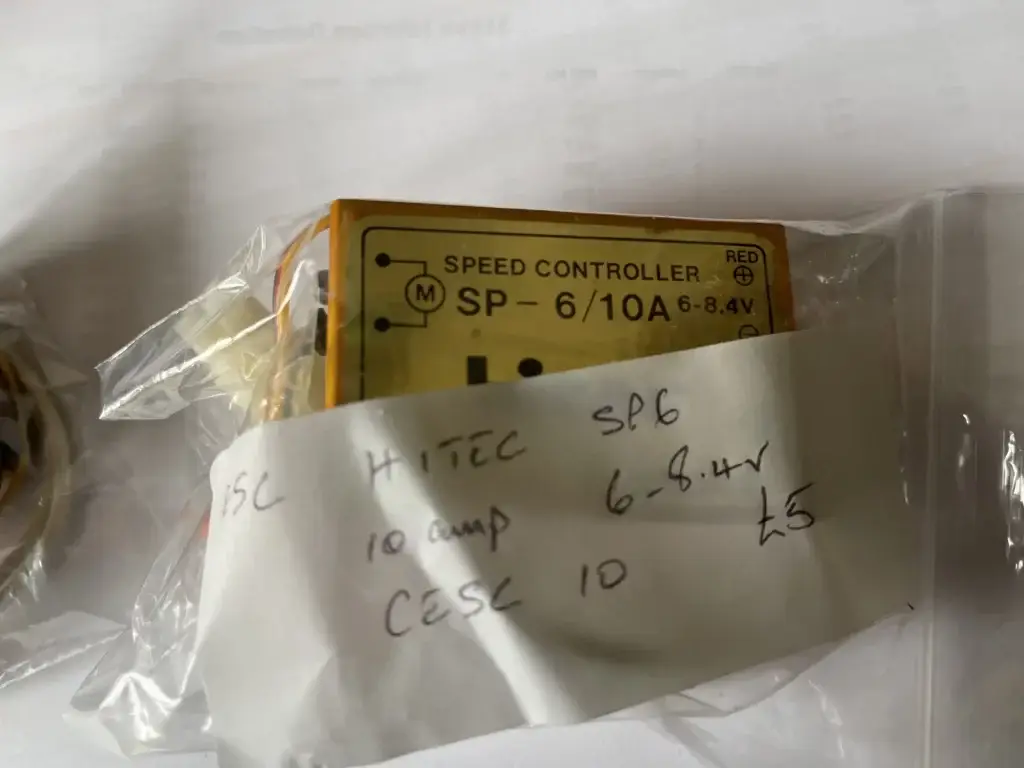 SPEED CONTROLLER
RED
M
SP - 6/10A 6-8.4V
HITEC SP6
10 amp 6-8.4v
£5
CESC 10